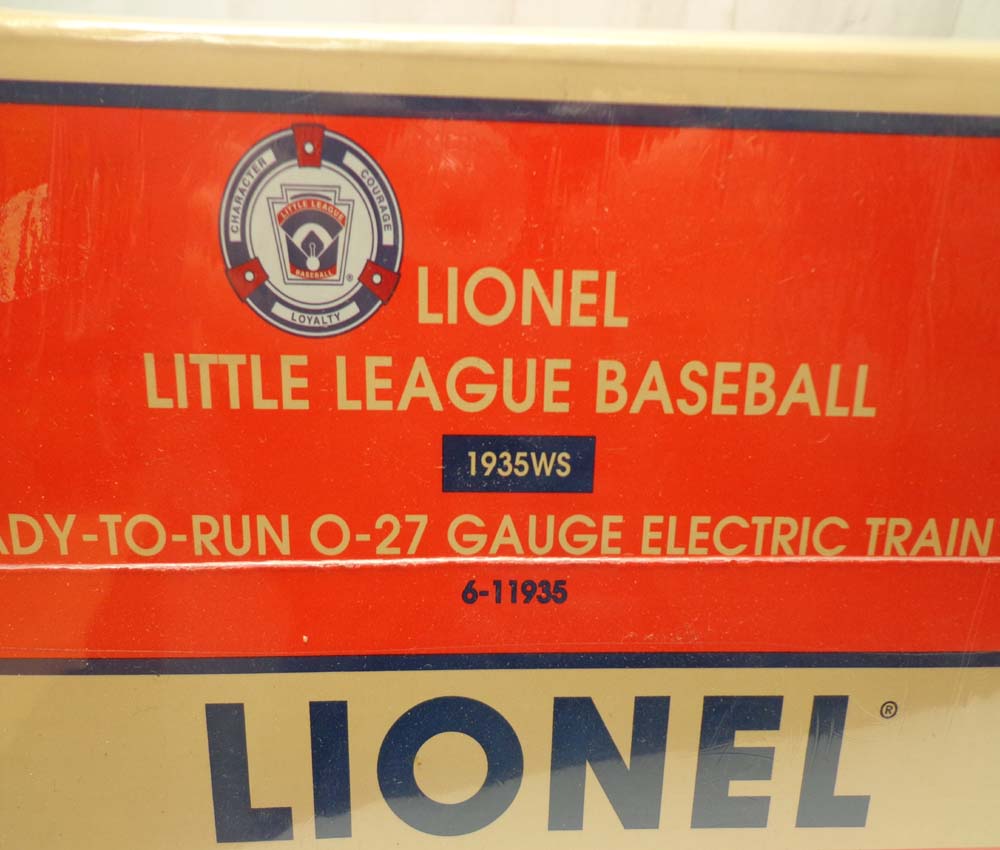 CHARACTER
COURAGE
LITTLE LEAGUE
BASEBALL
®
LOYALTY
LIONEL
LITTLE LEAGUE BASEBALL
1935WS
ADY-TO-RUN O-27 GAUGE ELECTRIC TRAIN
6-11935
LIONEL®